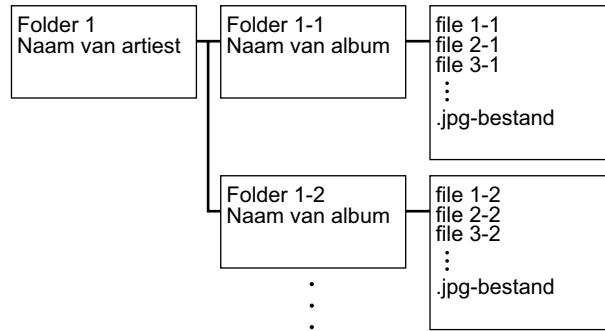 Folder 1
Naam van artiest
Folder 1-1
Naam van album
file 1-1
file 2-1
file 3-1
.jpg-bestand
Folder 1-2
Naam van album
file 1-2
file 2-2
file 3-2
.jpg-bestand